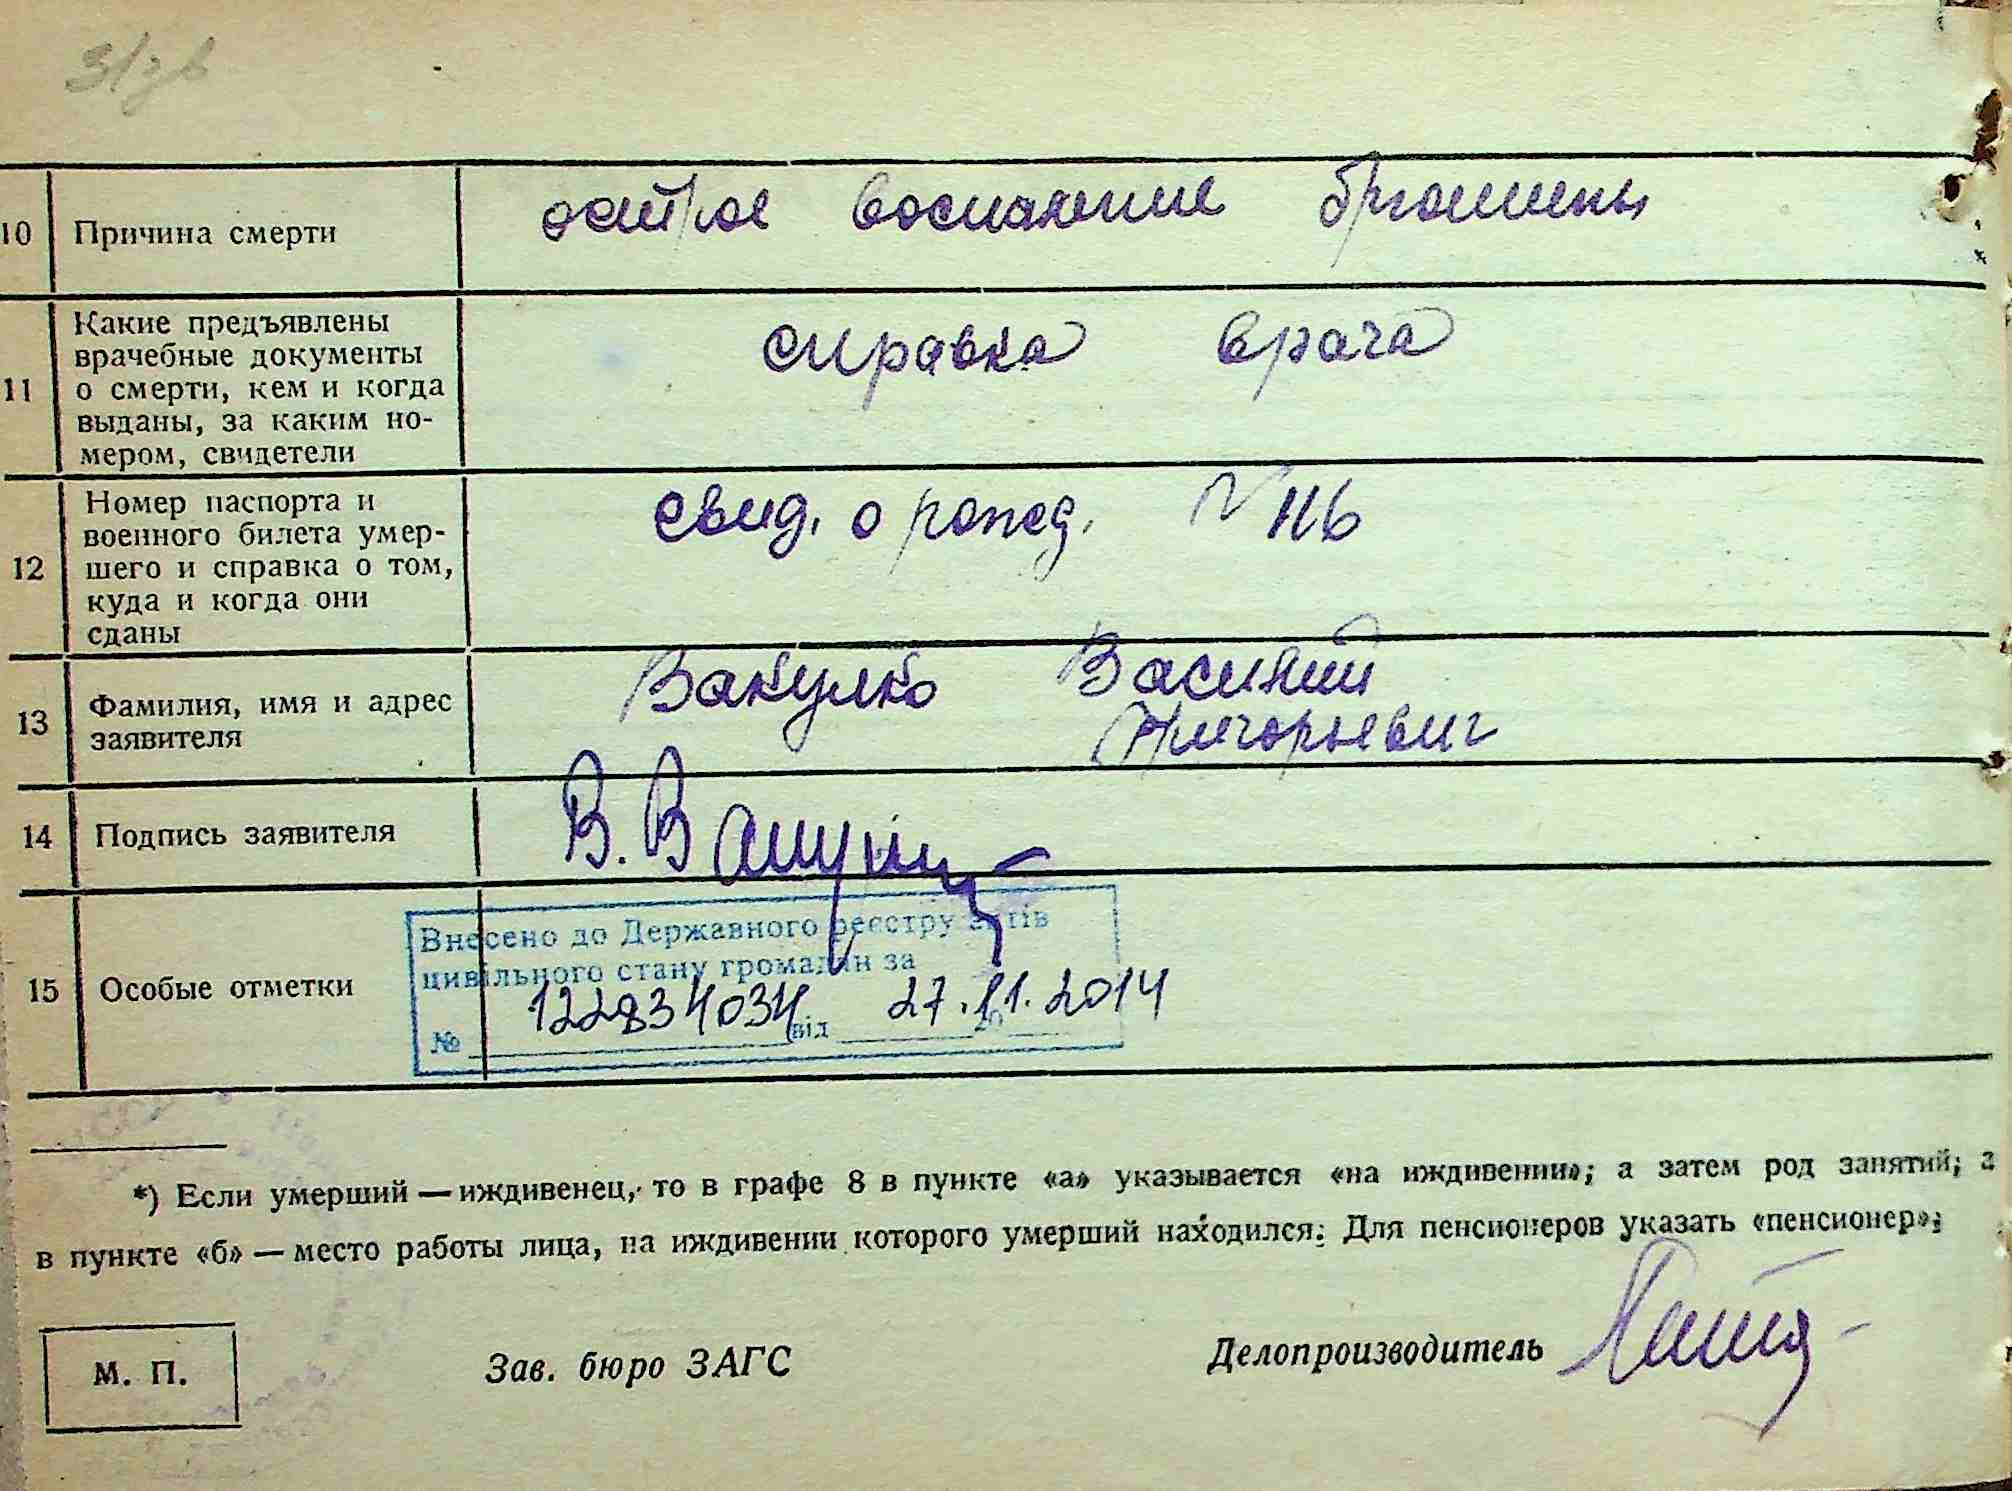 10 Причина смерти острое воспаление брюшины
11 Какие предъявлены
врачебные документы
о смерти, кем и когда
выданы, за каким но-
мером, свидетели
справка врача
12 Номер паспорта и
военного билета умер-
шего и справка о том,
куда и когда они
сданы
свид. о рожд. N 116
13 Фамилия, имя и адрес
заявителя
Вакулко Василий
Григорьевич
14 Подпись заявителя
15 Особые отметки
Внесено до Державного реєстру актів
цивільного стану громадян за
№ 122834034 від 27.11.2014
*) Если умерший — иждивенец, то в графе 8 в пункте «а» указывается «на иждивении»; а затем род занятий; а
в пункте «б» — место работы лица, на иждивении которого умерший находился. Для пенсионеров указать «пенсионер»;
М. П. Зав. бюро ЗАГС Делопроизводитель